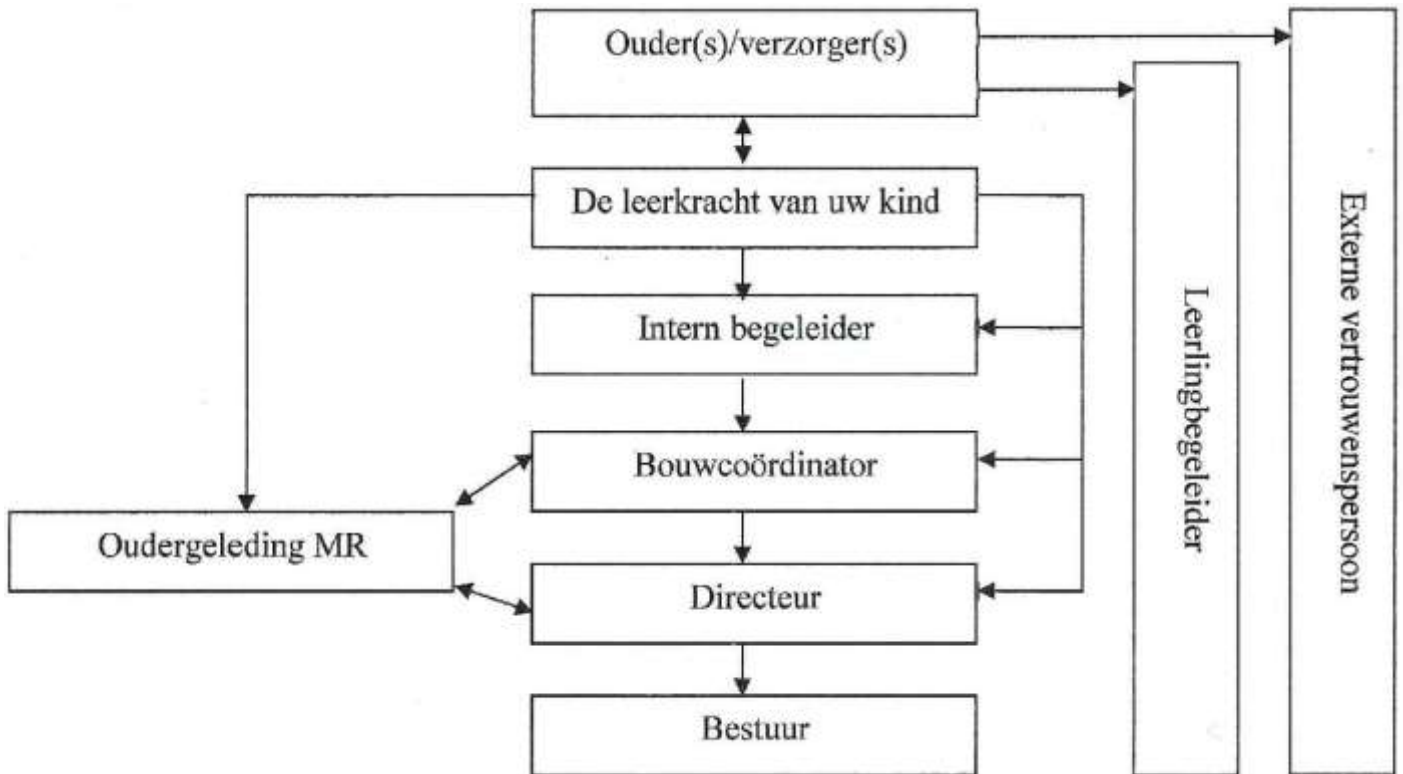 Ouder(s)/verzorger(s)
De leerkracht van uw kind
Intern begeleider
Bouwcoördinator
Oudergeleding MR
Directeur
Bestuur
Leerlingbegeleider
Externe vertrouwenspersoon